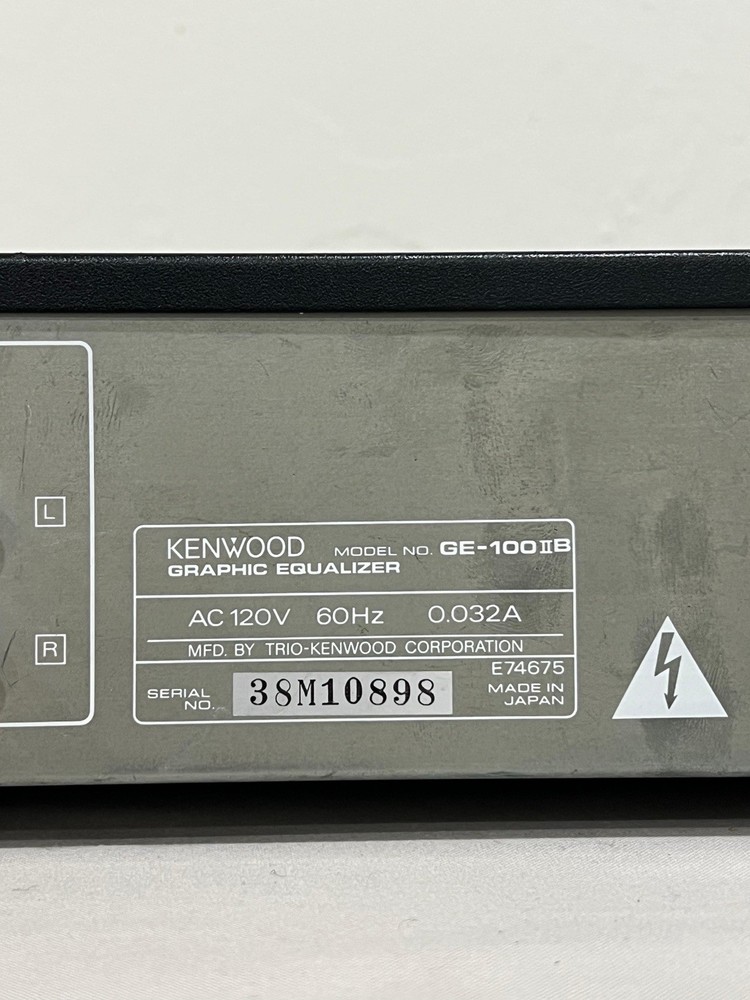 L
R
KENWOOD MODEL NO. GE-100IIB
GRAPHIC EQUALIZER
AC 120V 60Hz 0.032A
MFD. BY TRIO-KENWOOD CORPORATION
E74675
SERIAL NO. 38M10898
MADE IN JAPAN